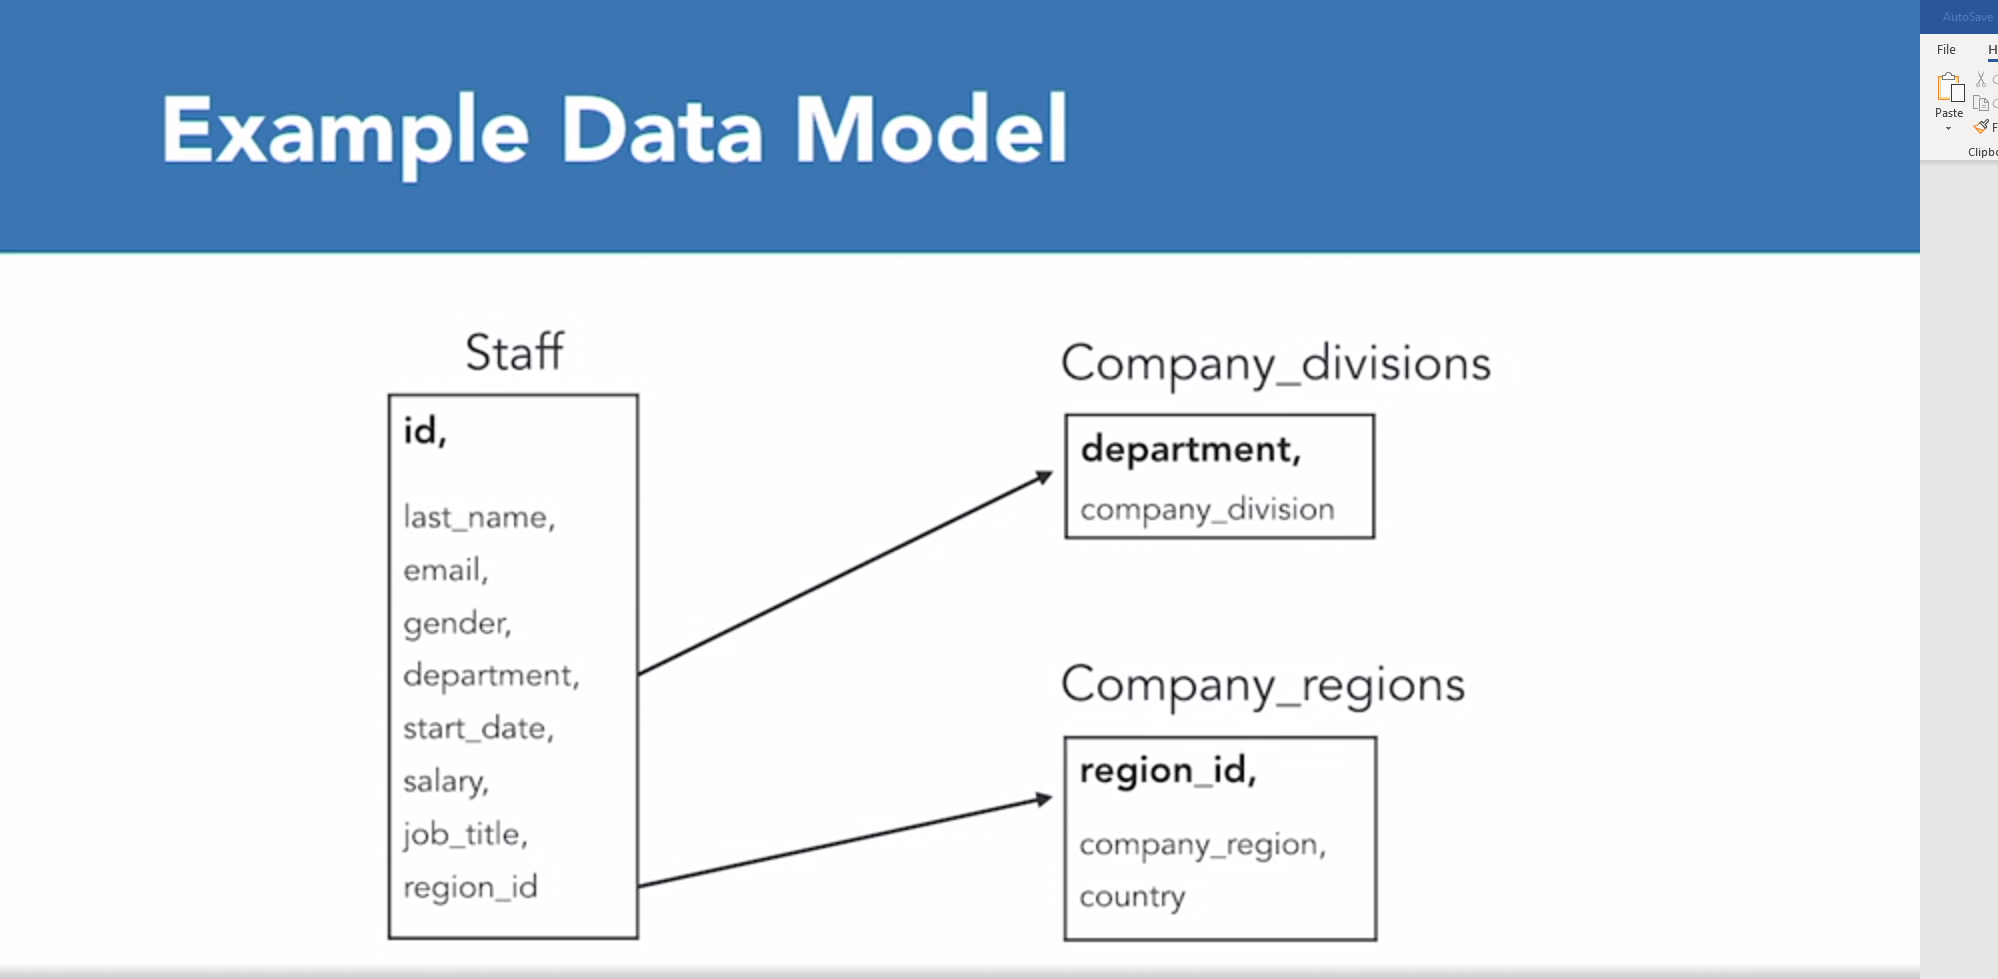 Example Data Model
AutoSave
File
Paste
Staff
id,
last_name,
email,
gender,
department,
start_date,
salary,
job_title,
region_id
Company_divisions
department,
company_division
Company_regions
region_id,
company_region,
country